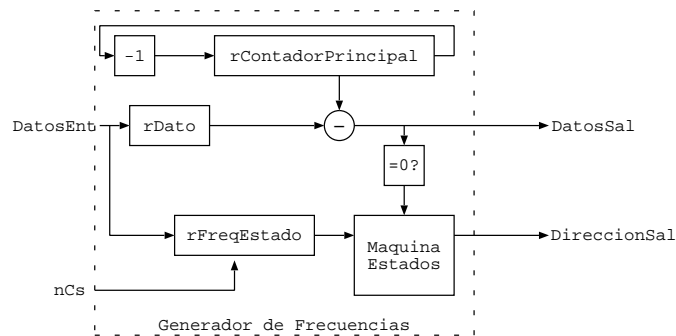 -1
rContadorPrincipal
DatosEnt
rDato
−
DatosSal
=0?
rFreqEstado
Maquina
Estados
DireccionSal
nCs
Generador de Frecuencias